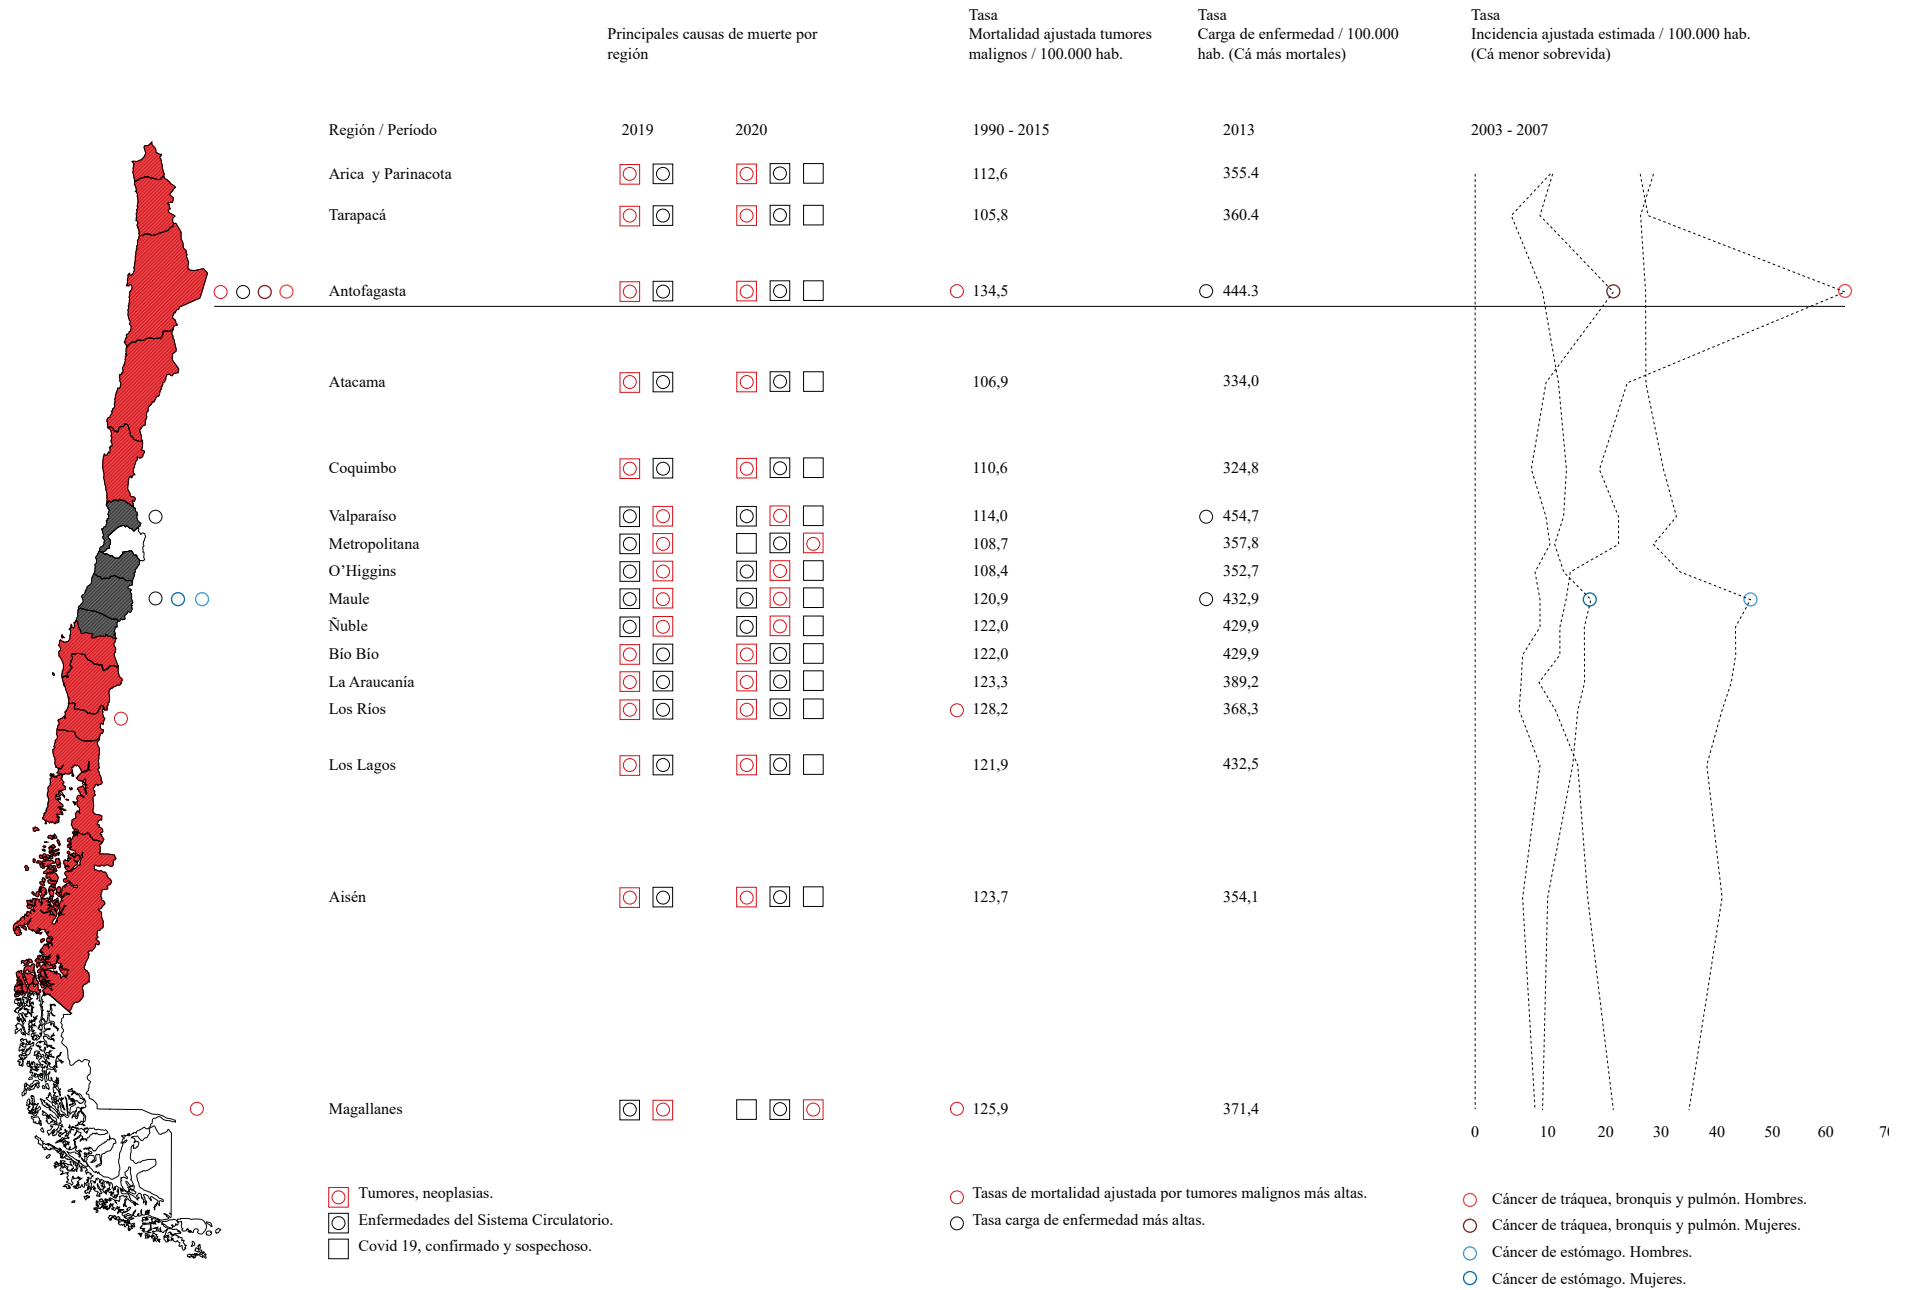 Principales causas de muerte por
región
Tasa
Mortalidad ajustada tumores
malignos / 100.000 hab.
Tasa
Carga de enfermedad / 100.000
hab. (Cá más mortales)
Tasa
Incidencia ajustada estimada / 100.000 hab.
(Cá menor sobrevida)
Región / Período 2019 2020 1990 - 2015 2013 2003 - 2007
Arica y Parinacota 112,6 355.4
Tarapacá 105,8 360.4
Antofagasta 134,5 444.3
Atacama 106,9 334,0
Coquimbo 110,6 324,8
Valparaíso 114,0 454,7
Metropolitana 108,7 357,8
O’Higgins 108,4 352,7
Maule 120,9 432,9
Ñuble 122,0 429,9
Bío Bío 122,0 429,9
La Araucanía 123,3 389,2
Los Ríos 128,2 368,3
Los Lagos 121,9 432,5
Aisén 123,7 354,1
Magallanes 125,9 371,4
0 10 20 30 40 50 60
Tumores, neoplasias.
Enfermedades del Sistema Circulatorio.
Covid 19, confirmado y sospechoso.
Tasas de mortalidad ajustada por tumores malignos más altas.
Tasa carga de enfermedad más altas.
Cáncer de tráquea, bronquis y pulmón. Hombres.
Cáncer de tráquea, bronquis y pulmón. Mujeres.
Cáncer de estómago. Hombres.
Cáncer de estómago. Mujeres.